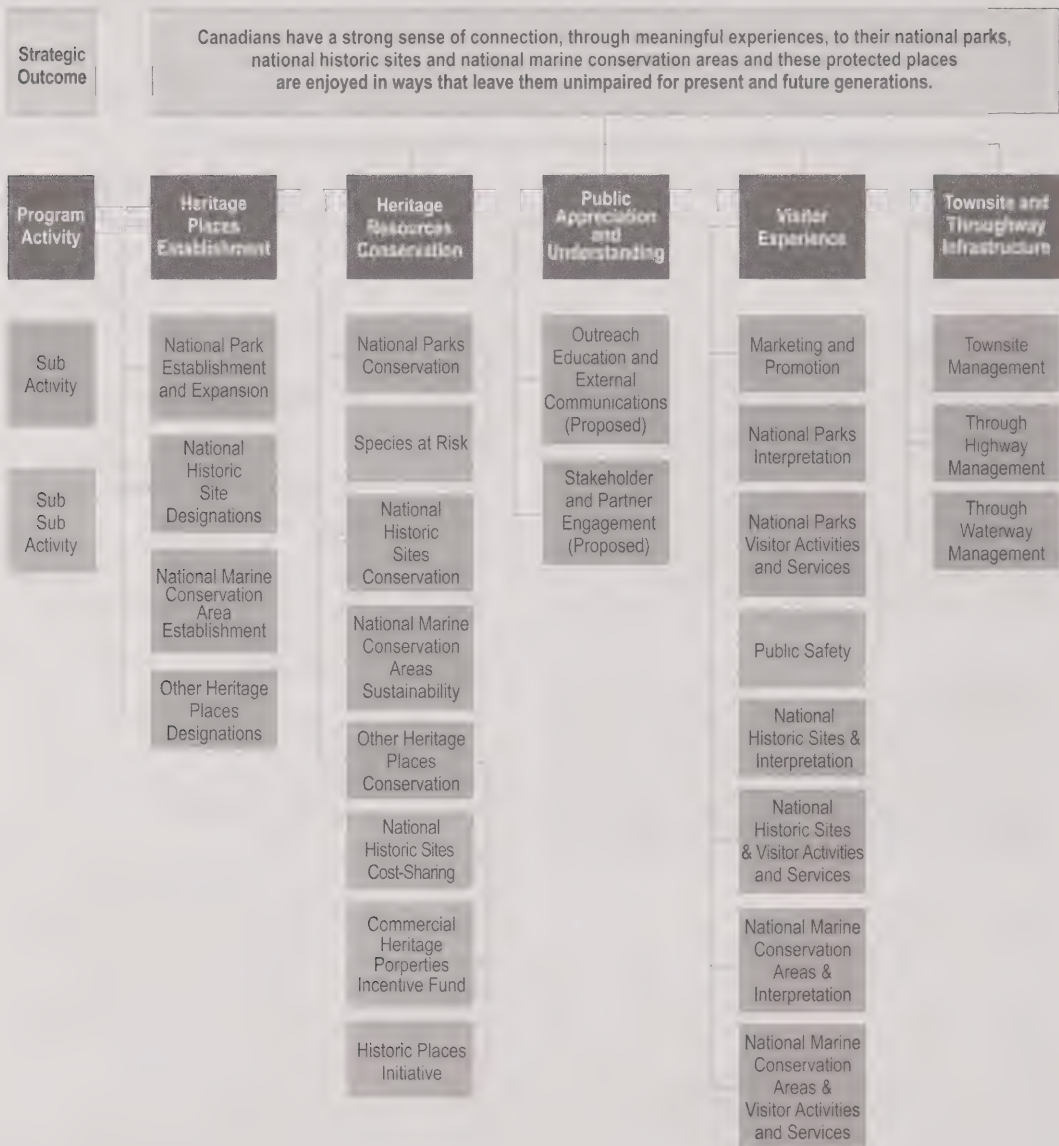 Strategic
Outcome
Canadians have a strong sense of connection, through meaningful experiences, to their national parks,
national historic sites and national marine conservation areas and these protected places
are enjoyed in ways that leave them unimpaired for present and future generations.
Program
Activity
Heritage
Places
Establishment
Heritage
Resources
Conservation
Public
Appreciation
and
Understanding
Visitor
Experience
Townsite and
Throughway
Infrastructure
Sub
Activity
Sub
Sub
Activity
National Park
Establishment
and Expansion
National
Historic
Site
Designations
National Marine
Conservation
Area
Establishment
Other Heritage
Places
Designations
National Parks
Conservation
Species at Risk
National
Historic
Sites
Conservation
National Marine
Conservation
Areas
Sustainability
Other Heritage
Places
Conservation
National
Historic Sites
Cost-Sharing
Commercial
Heritage
Porperties
Incentive Fund
Historic Places
Initiative
Outreach
Education and
External
Communications
(Proposed)
Stakeholder
and Partner
Engagement
(Proposed)
Marketing and
Promotion
National Parks
Interpretation
National Parks
Visitor Activities
and Services
Public Safety
National
Historic Sites &
Interpretation
National
Historic Sites
& Visitor Activities
and Services
National Marine
Conservation
Areas &
Interpretation
National Marine
Conservation
Areas &
Visitor Activities
and Services
Townsite
Management
Through
Highway
Management
Through
Waterway
Management